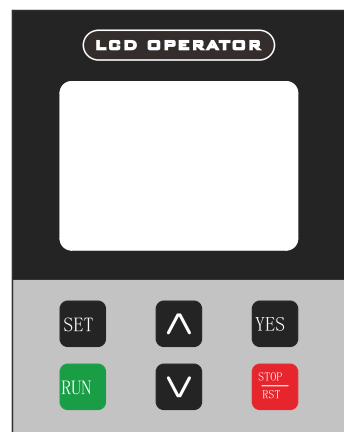 LCD OPERATOR
SET
YES
RUN
STOP
RST